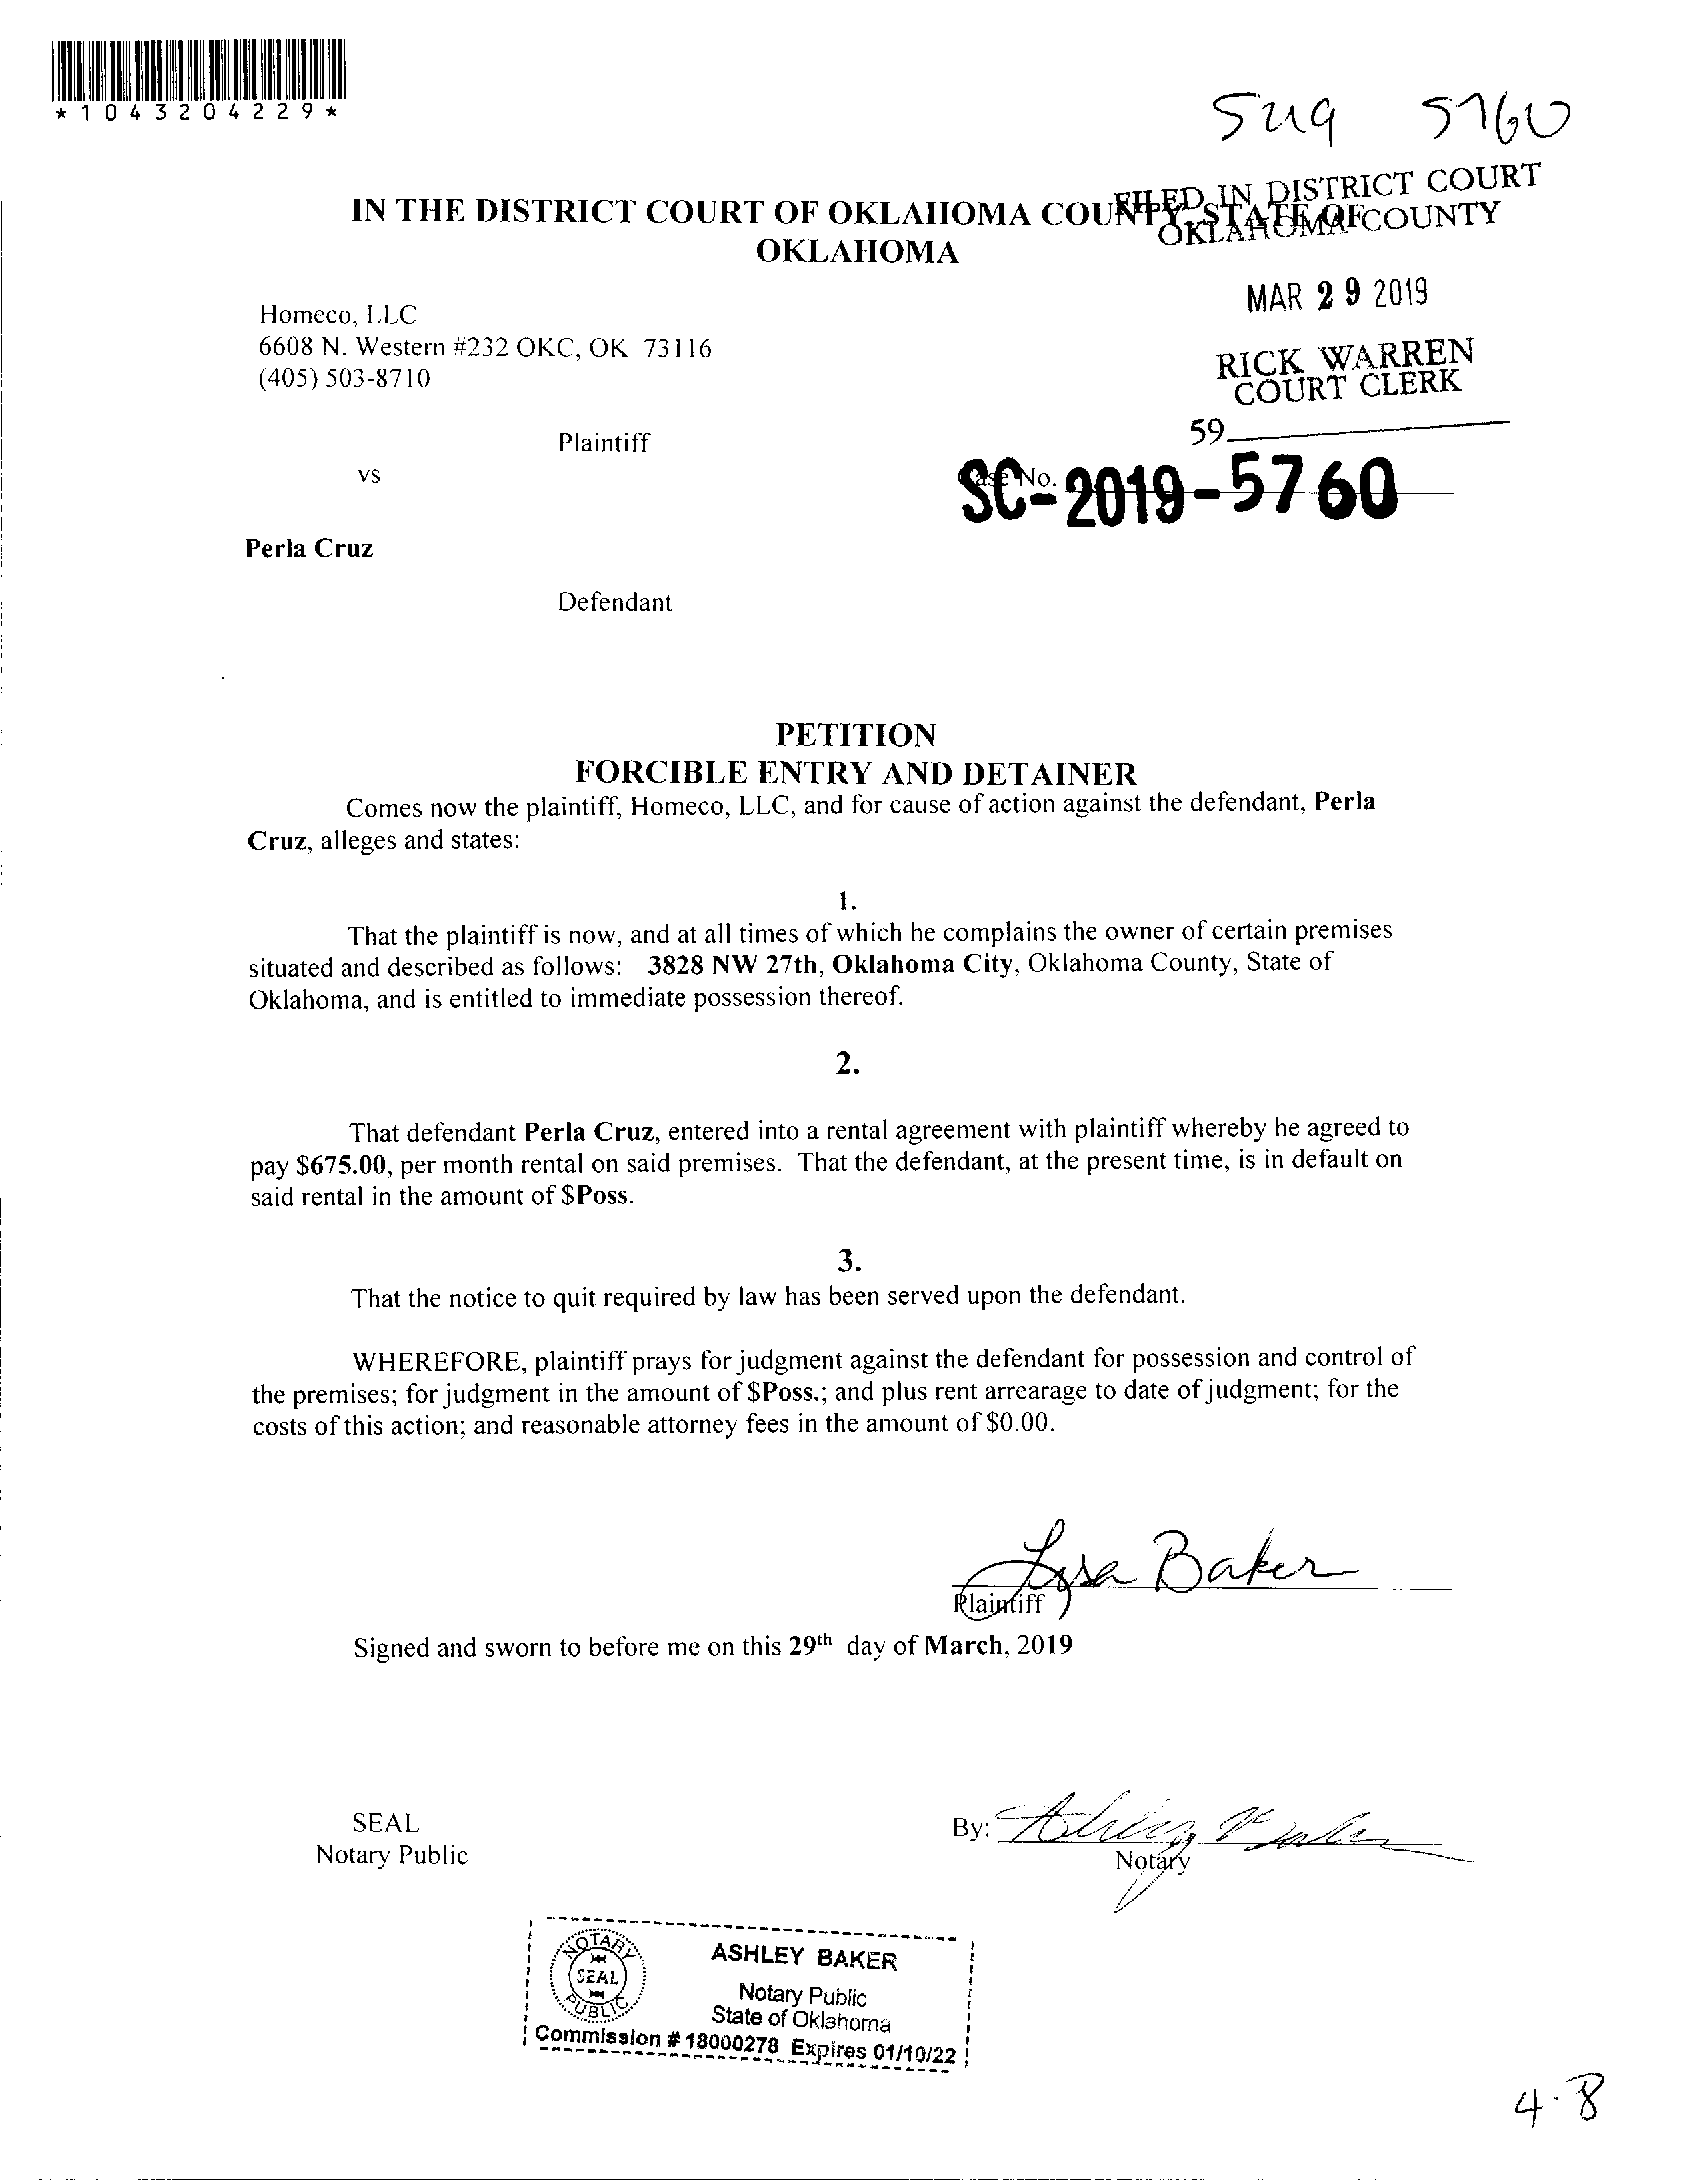 *1043204229*
5760
FILED IN DISTRICT COURT
OKLAHOMA COUNTY
IN THE DISTRICT COURT OF OKLAHOMA COUNTY, STATE OF
OKLAHOMA
MAR 29 2019
Homeco, LLC
6608 N. Western #232 OKC, OK 73116
(405) 503-8710
RICK WARREN
COURT CLERK
59
Plaintiff
vs
Case No.
SC-2019-5760
Perla Cruz
Defendant
PETITION
FORCIBLE ENTRY AND DETAINER
Comes now the plaintiff, Homeco, LLC, and for cause of action against the defendant, Perla
Cruz, alleges and states:
1.
That the plaintiff is now, and at all times of which he complains the owner of certain premises
situated and described as follows: 3828 NW 27th, Oklahoma City, Oklahoma County, State of
Oklahoma, and is entitled to immediate possession thereof.
2.
That defendant Perla Cruz, entered into a rental agreement with plaintiff whereby he agreed to
pay $675.00, per month rental on said premises. That the defendant, at the present time, is in default on
said rental in the amount of $Poss.
3.
That the notice to quit required by law has been served upon the defendant.
WHEREFORE, plaintiff prays for judgment against the defendant for possession and control of
the premises; for judgment in the amount of $Poss.; and plus rent arrearage to date of judgment; for the
costs of this action; and reasonable attorney fees in the amount of $0.00.
Lisa Baker
Plaintiff
Signed and sworn to before me on this 29th day of March, 2019
SEAL
Notary Public
By: Ashley Baker
Notary
NOTARY
SEAL
PUBLIC
ASHLEY BAKER
Notary Public
State of Oklahoma
Commission # 18000278 Expires 01/10/22
4-8